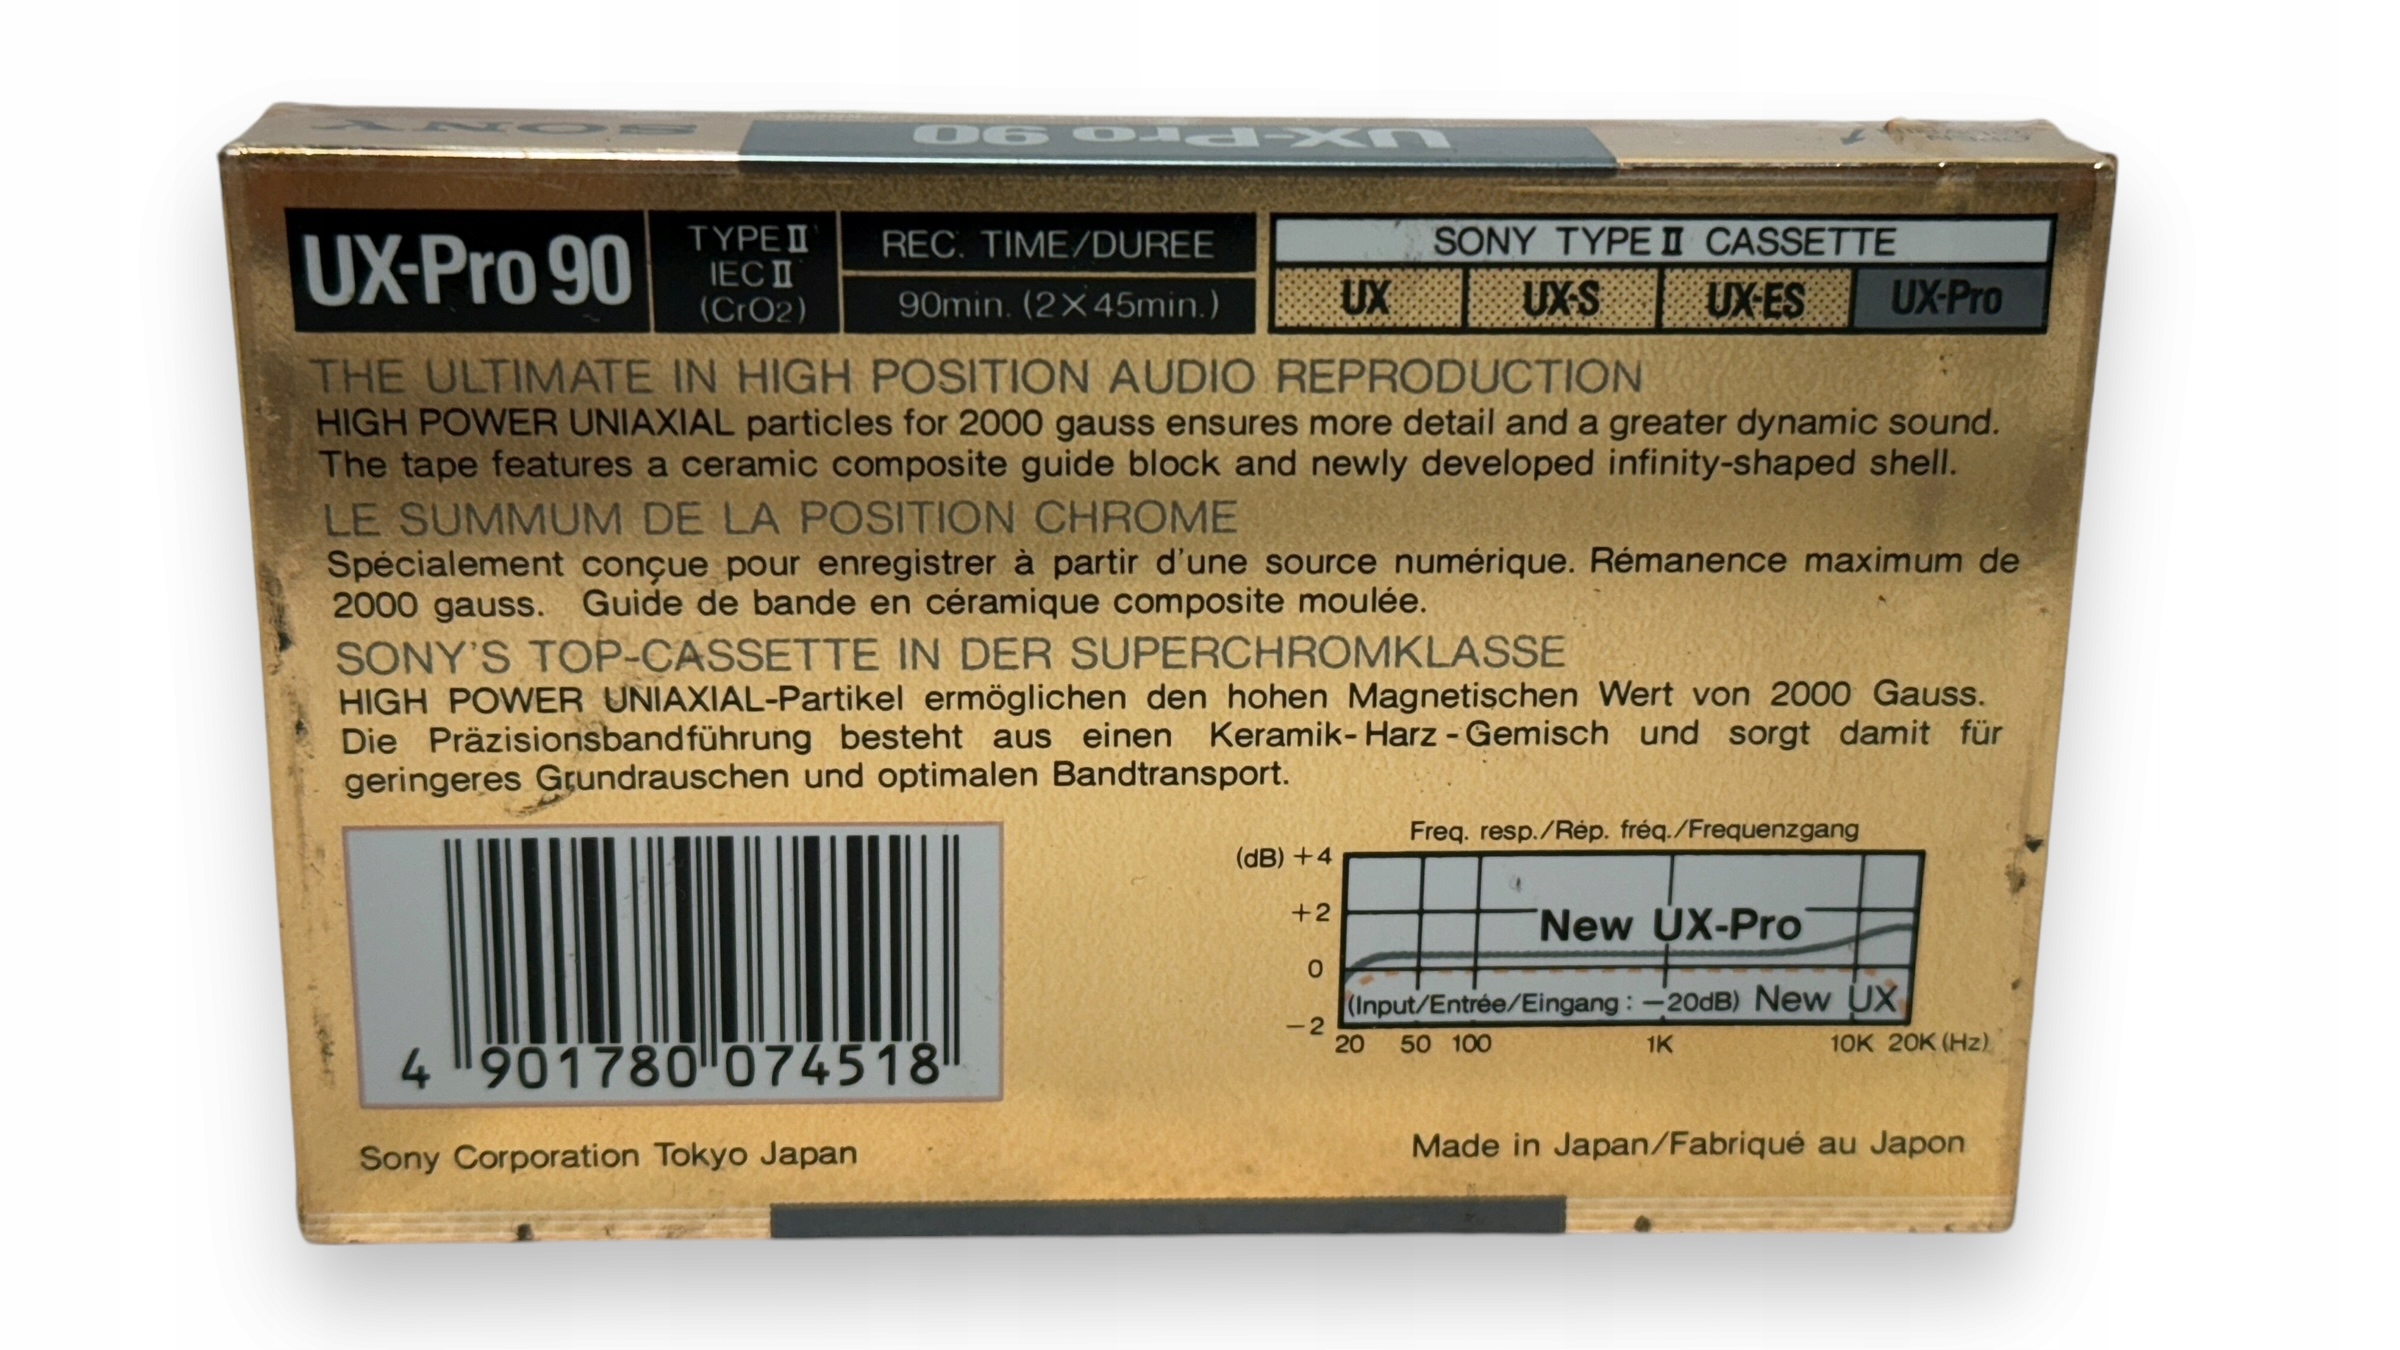 SONY
UX-Pro 90
UX-Pro 90
TYPE II
IEC II
(CrO2)
REC. TIME/DUREE
90min. (2×45min.)
SONY TYPE II CASSETTE
UX
UX-S
UX-ES
UX-Pro
THE ULTIMATE IN HIGH POSITION AUDIO REPRODUCTION
HIGH POWER UNIAXIAL particles for 2000 gauss ensures more detail and a greater dynamic sound.
The tape features a ceramic composite guide block and newly developed infinity-shaped shell.
LE SUMMUM DE LA POSITION CHROME
Spécialement conçue pour enregistrer à partir d'une source numérique. Rémanence maximum de
2000 gauss. Guide de bande en céramique composite moulée.
SONY'S TOP-CASSETTE IN DER SUPERCHROMKLASSE
HIGH POWER UNIAXIAL-Partikel ermöglichen den hohen Magnetischen Wert von 2000 Gauss.
Die Präzisionsbandführung besteht aus einen Keramik-Harz-Gemisch und sorgt damit für
geringeres Grundrauschen und optimalen Bandtransport.
4 901780 074518
Freq. resp./Rép. fréq./Frequenzgang
(dB) +4
+2
0
−2
New UX-Pro
(Input/Entrée/Eingang : −20dB) New UX
20 50 100 1K 10K 20K (Hz)
Sony Corporation Tokyo Japan
Made in Japan/Fabriqué au Japon